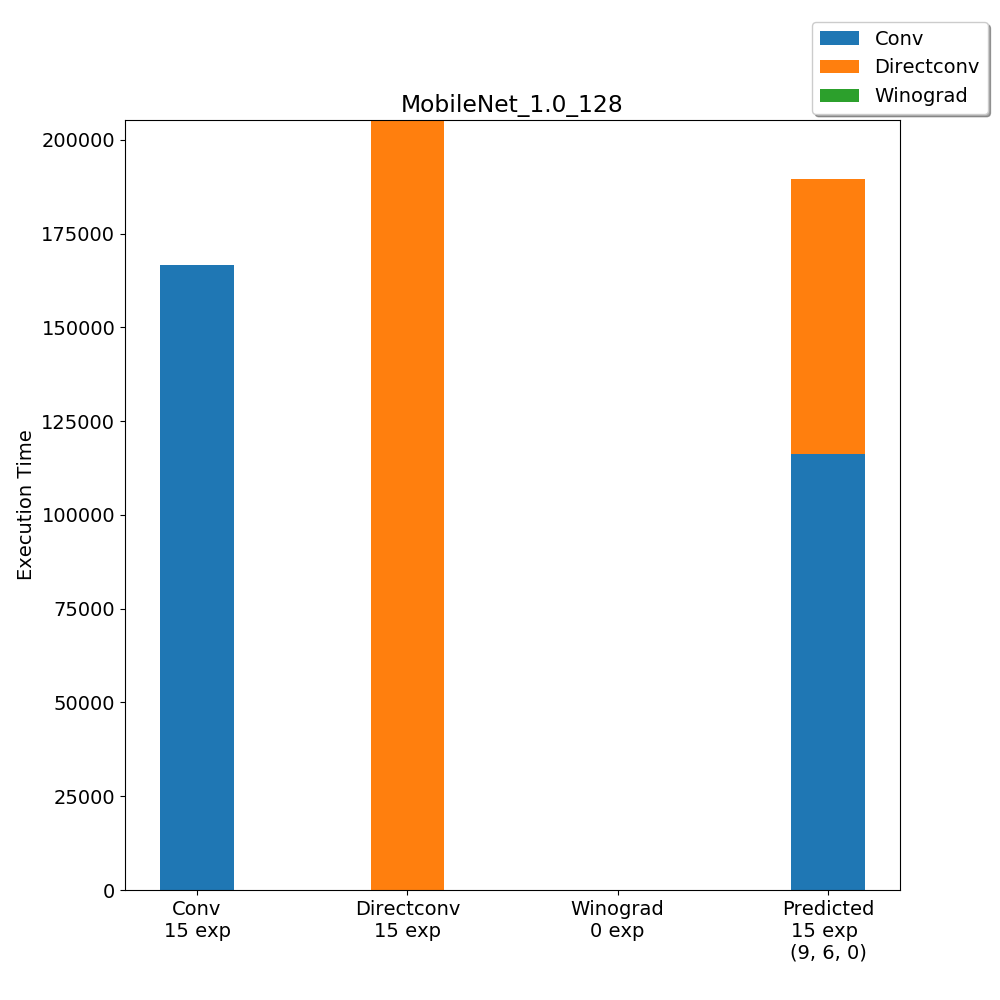 Conv
Directconv
Winograd
MobileNet_1.0_128
Execution Time
200000
175000
150000
125000
100000
75000
50000
25000
0
Conv
15 exp
Directconv
15 exp
Winograd
0 exp
Predicted
15 exp
(9, 6, 0)